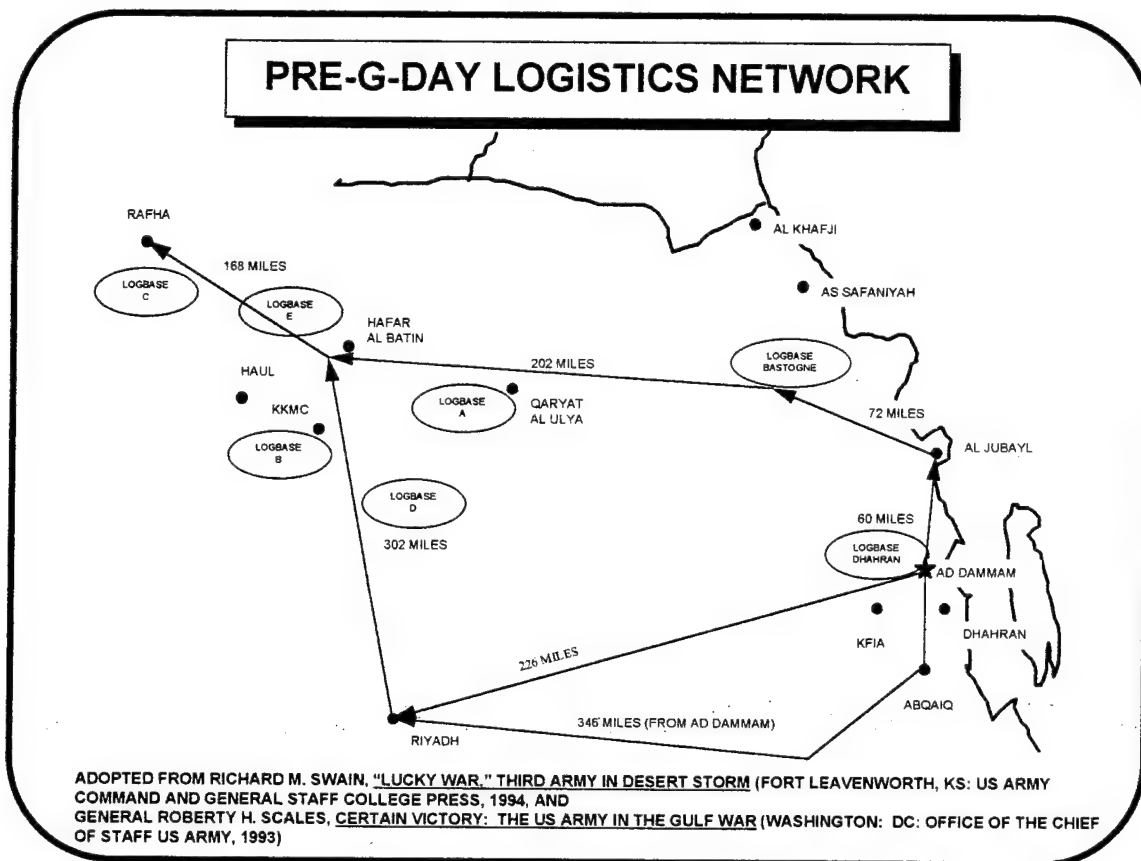 PRE-G-DAY LOGISTICS NETWORK
RAFHA
AL KHAFJI
168 MILES
LOGBASE
C
LOGBASE
E
AS SAFANIYAH
HAFAR
AL BATIN
202 MILES
LOGBASE
BASTOGNE
HAUL
KKMC
LOGBASE
A
QARYAT
AL ULYA
72 MILES
LOGBASE
B
AL JUBAYL
LOGBASE
D
302 MILES
60 MILES
LOGBASE
DHAHRAN
AD DAMMAM
KFIA
DHAHRAN
226 MILES
ABQAIQ
346 MILES (FROM AD DAMMAM)
RIYADH
ADOPTED FROM RICHARD M. SWAIN, "LUCKY WAR," THIRD ARMY IN DESERT STORM (FORT LEAVENWORTH, KS: US ARMY
COMMAND AND GENERAL STAFF COLLEGE PRESS, 1994, AND
GENERAL ROBERTY H. SCALES, CERTAIN VICTORY: THE US ARMY IN THE GULF WAR (WASHINGTON: DC: OFFICE OF THE CHIEF
OF STAFF US ARMY, 1993)